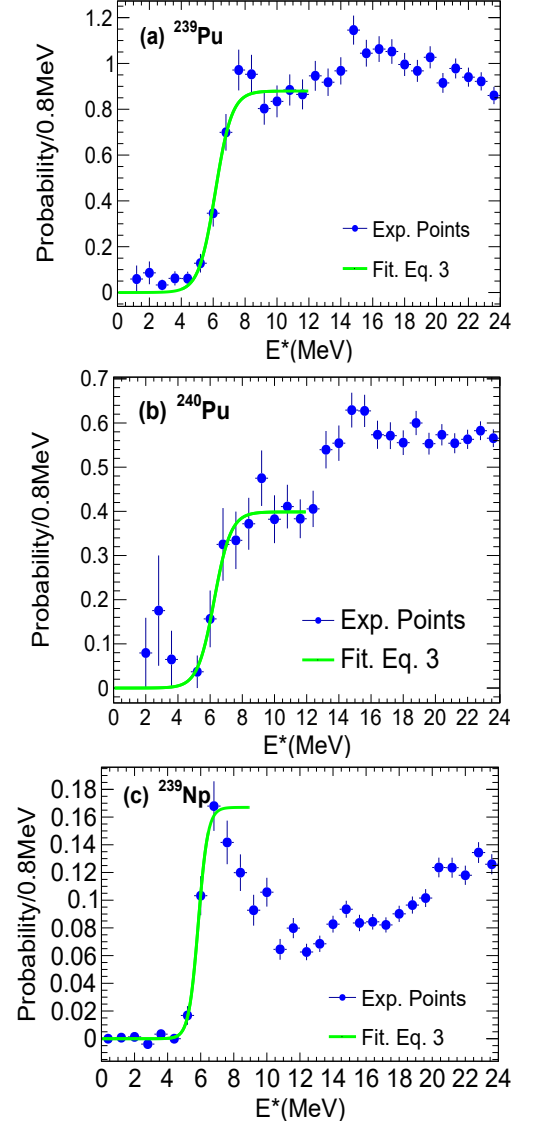 (a) ²³⁹Pu
Probability/0.8MeV
1.2
1
0.8
0.6
0.4
0.2
0
Exp. Points
Fit. Eq. 3
0 2 4 6 8 10 12 14 16 18 20 22 24
E*(MeV)
(b) ²⁴⁰Pu
Probability/0.8MeV
0.7
0.6
0.5
0.4
0.3
0.2
0.1
0
Exp. Points
Fit. Eq. 3
0 2 4 6 8 10 12 14 16 18 20 22 24
E*(MeV)
(c) ²³⁹Np
Probability/0.8MeV
0.18
0.16
0.14
0.12
0.1
0.08
0.06
0.04
0.02
0
Exp. Points
Fit. Eq. 3
0 2 4 6 8 10 12 14 16 18 20 22 24
E*(MeV)